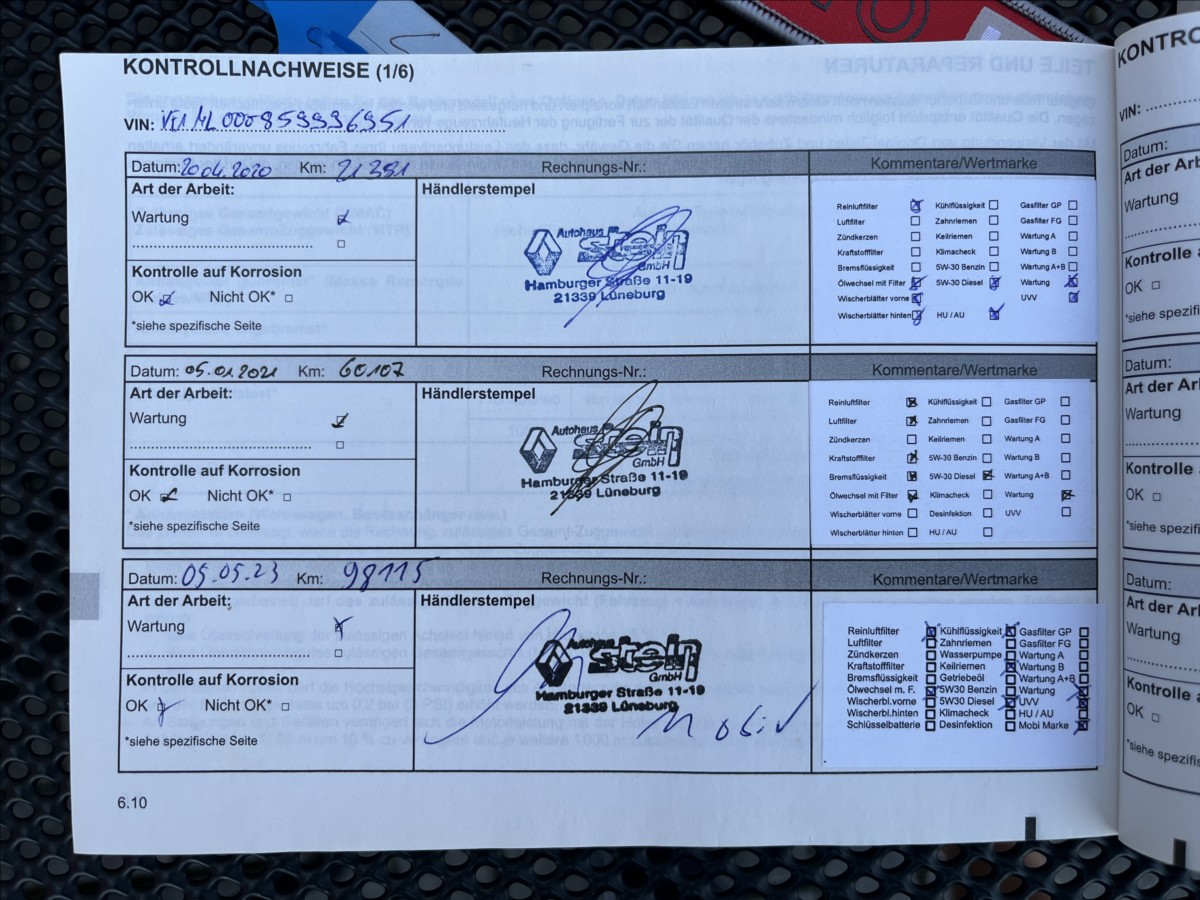 KONTROLLNACHWEISE (1/6)
VIN:
Datum: 20.04.2020 Km: 21351 Rechnungs-Nr.: Kommentare/Wertmarke
Art der Arbeit: Händlerstempel
Wartung
Kontrolle auf Korrosion
OK Nicht OK*
*siehe spezifische Seite
Autohaus
stein
GmbH
Hamburger Straße 11-19
21339 Lüneburg
Reinluftfilter Kühlflüssigkeit Gasfilter GP
Luftfilter Zahnriemen Gasfilter FG
Zündkerzen Keilriemen Wartung A
Kraftstofffilter Klimacheck Wartung B
Bremsflüssigkeit 5W-30 Benzin Wartung A+B
Ölwechsel mit Filter 5W-30 Diesel Wartung
Wischerblätter vorne UVV
Wischerblätter hinten HU / AU
Datum: 05.01.2021 Km: 60107 Rechnungs-Nr.: Kommentare/Wertmarke
Art der Arbeit: Händlerstempel
Wartung
Kontrolle auf Korrosion
OK Nicht OK*
*siehe spezifische Seite
Autohaus
stein
GmbH
Hamburger Straße 11-19
21339 Lüneburg
Reinluftfilter Kühlflüssigkeit Gasfilter GP
Luftfilter Zahnriemen Gasfilter FG
Zündkerzen Keilriemen Wartung A
Kraftstofffilter 5W-30 Benzin Wartung B
Bremsflüssigkeit 5W-30 Diesel Wartung A+B
Ölwechsel mit Filter Klimacheck Wartung
Wischerblätter vorne Desinfektion UVV
Wischerblätter hinten HU / AU
Datum: 05.05.23 Km: 98115 Rechnungs-Nr.: Kommentare/Wertmarke
Art der Arbeit: Händlerstempel
Wartung
Kontrolle auf Korrosion
OK Nicht OK*
*siehe spezifische Seite
Autohaus
stein
Hamburger Straße 11-19
21339 Lüneburg
Reinluftfilter Kühlflüssigkeit Gasfilter GP
Luftfilter Zahnriemen Gasfilter FG
Zündkerzen Wasserpumpe Wartung A
Kraftstofffilter Keilriemen Wartung B
Bremsflüssigkeit Getriebeöl Wartung A+B
Ölwechsel m. F. 5W30 Benzin Wartung
Wischerbl.vorne 5W30 Diesel UVV
Wischerbl.hinten Klimacheck HU / AU
Schlüsselbatterie Desinfektion Mobi Marke
6.10
KONTRO
VIN:
Datum:
Art der Arb
Wartung
Kontrolle
OK
*siehe spezifis
Datum:
Art der Arl
Wartung
Kontrolle
OK
*siehe spezifis
Datum:
Art der Arl
Wartung
Kontrolle
OK
*siehe spezifis